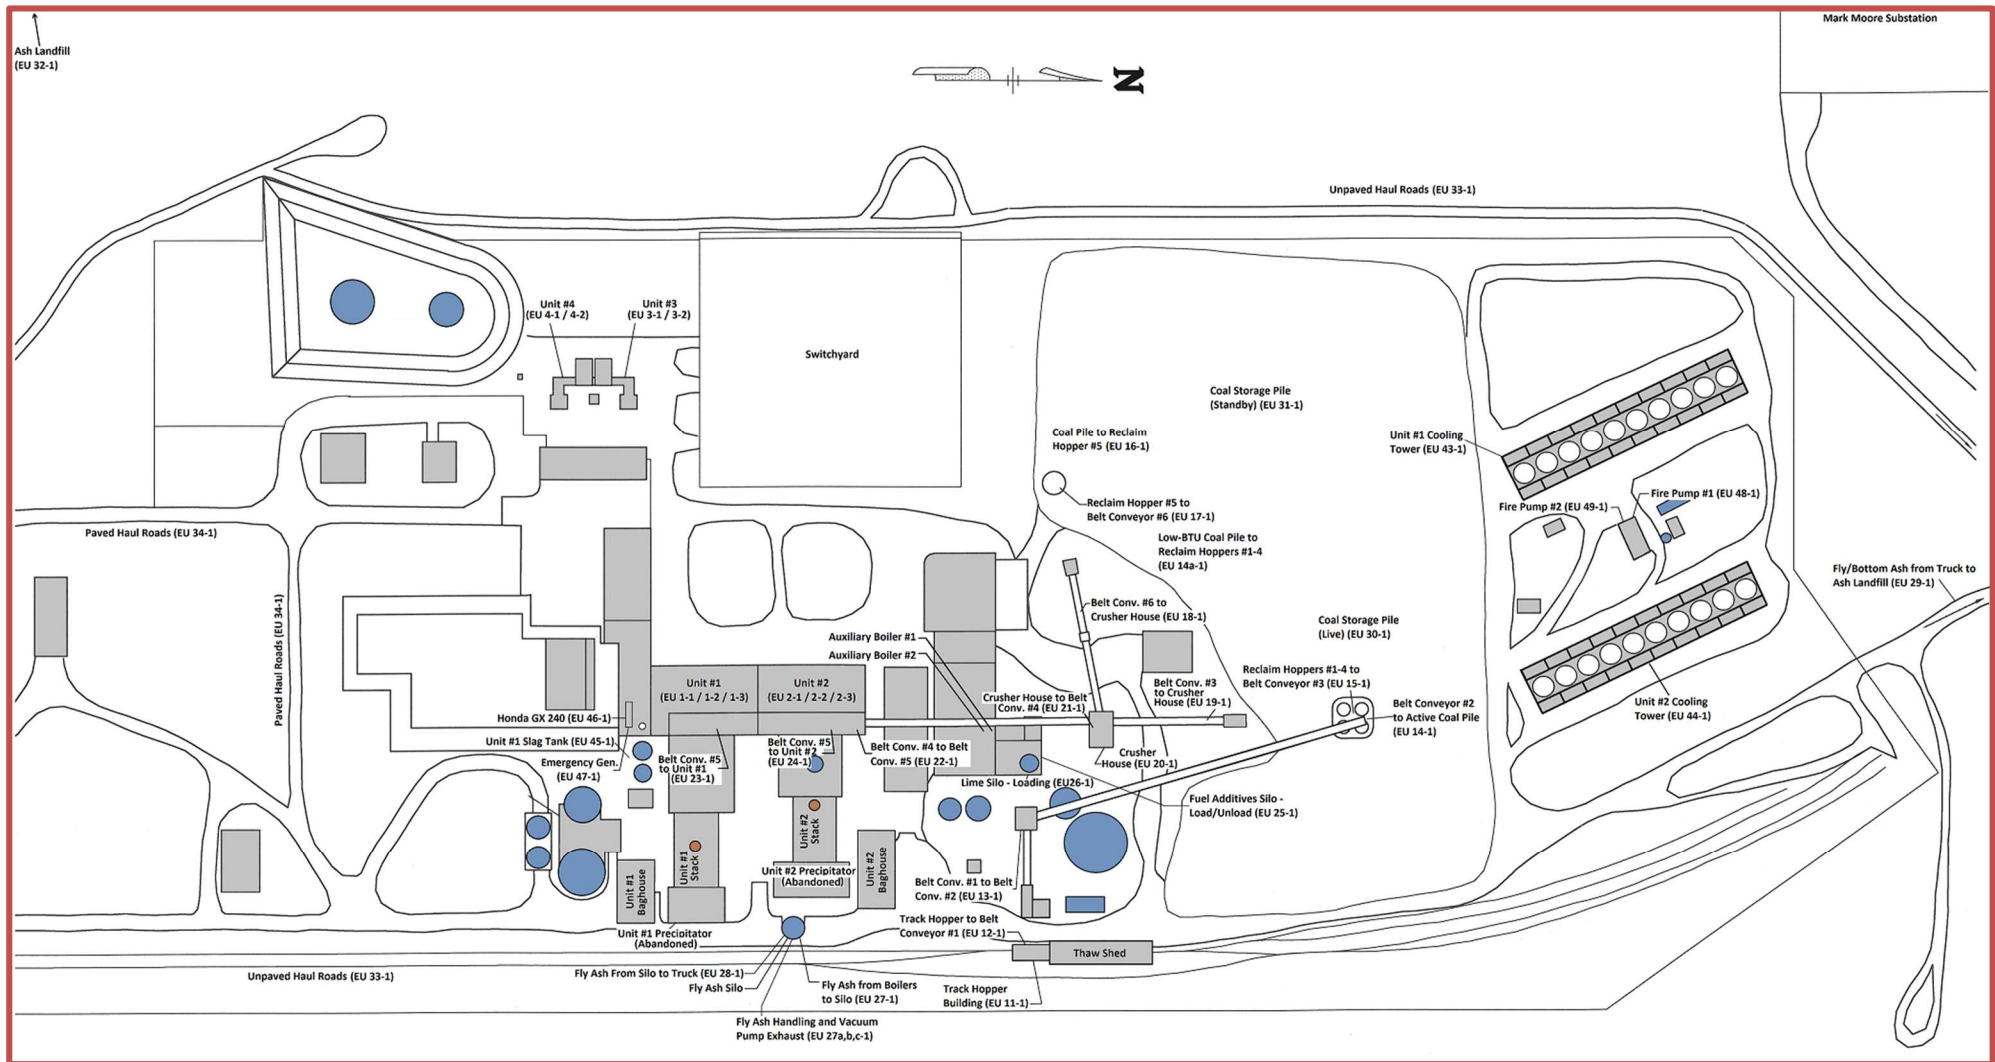 Mark Moore Substation
Ash Landfill
(EU 32-1)
N
Unpaved Haul Roads (EU 33-1)
Unit #4
(EU 4-1 / 4-2)
Unit #3
(EU 3-1 / 3-2)
Switchyard
Coal Storage Pile
(Standby) (EU 31-1)
Coal Pile to Reclaim
Hopper #5 (EU 16-1)
Unit #1 Cooling
Tower (EU 43-1)
Reclaim Hopper #5 to
Belt Conveyor #6 (EU 17-1)
Fire Pump #1 (EU 48-1)
Fire Pump #2 (EU 49-1)
Paved Haul Roads (EU 34-1)
Low-BTU Coal Pile to
Reclaim Hoppers #1-4
(EU 14a-1)
Fly/Bottom Ash from Truck to
Ash Landfill (EU 29-1)
Paved Haul Roads (EU 34-1)
Belt Conv. #6 to
Crusher House (EU 18-1)
Coal Storage Pile
(Live) (EU 30-1)
Auxiliary Boiler #1
Auxiliary Boiler #2
Unit #1
(EU 1-1 / 1-2 / 1-3)
Unit #2
(EU 2-1 / 2-2 / 2-3)
Crusher House to Belt
Conv. #4 (EU 21-1)
Belt Conv. #3
to Crusher
House (EU 19-1)
Reclaim Hoppers #1-4 to
Belt Conveyor #3 (EU 15-1)
Belt Conveyor #2
to Active Coal Pile
(EU 14-1)
Unit #2 Cooling
Tower (EU 44-1)
Honda GX 240 (EU 46-1)
Unit #1 Slag Tank (EU 45-1)
Emergency Gen.
(EU 47-1)
Belt Conv. #5
to Unit #1
(EU 23-1)
Belt Conv. #5
to Unit #2
(EU 24-1)
Belt Conv. #4 to Belt
Conv. #5 (EU 22-1)
Crusher
House (EU 20-1)
Lime Silo - Loading (EU26-1)
Fuel Additives Silo -
Load/Unload (EU 25-1)
Unit #1
Stack
Unit #2
Stack
Unit #1
Baghouse
Unit #2 Precipitator
(Abandoned)
Unit #2
Baghouse
Belt Conv. #1 to Belt
Conv. #2 (EU 13-1)
Unit #1 Precipitator
(Abandoned)
Track Hopper to Belt
Conveyor #1 (EU 12-1)
Thaw Shed
Unpaved Haul Roads (EU 33-1)
Fly Ash From Silo to Truck (EU 28-1)
Fly Ash Silo
Fly Ash from Boilers
to Silo (EU 27-1)
Track Hopper
Building (EU 11-1)
Fly Ash Handling and Vacuum
Pump Exhaust (EU 27a,b,c-1)